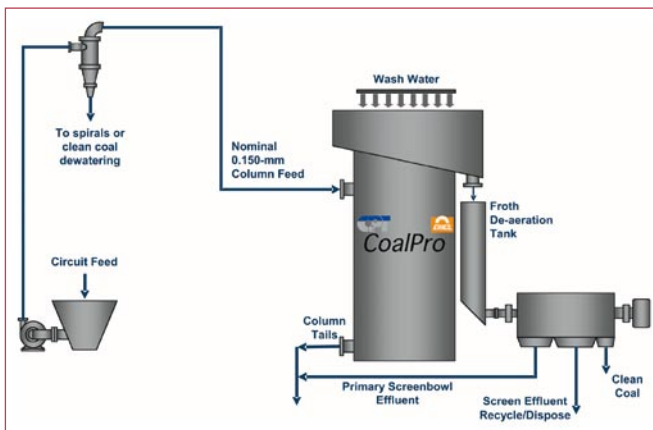 Wash Water
To spirals or
clean coal
dewatering
Nominal
0.150-mm
Column Feed
Froth
De-aeration
Tank
CPT
CoalPro
Circuit Feed
Column
Tails
Primary Screenbowl
Effluent
Screen Effluent
Recycle/Dispose
Clean
Coal